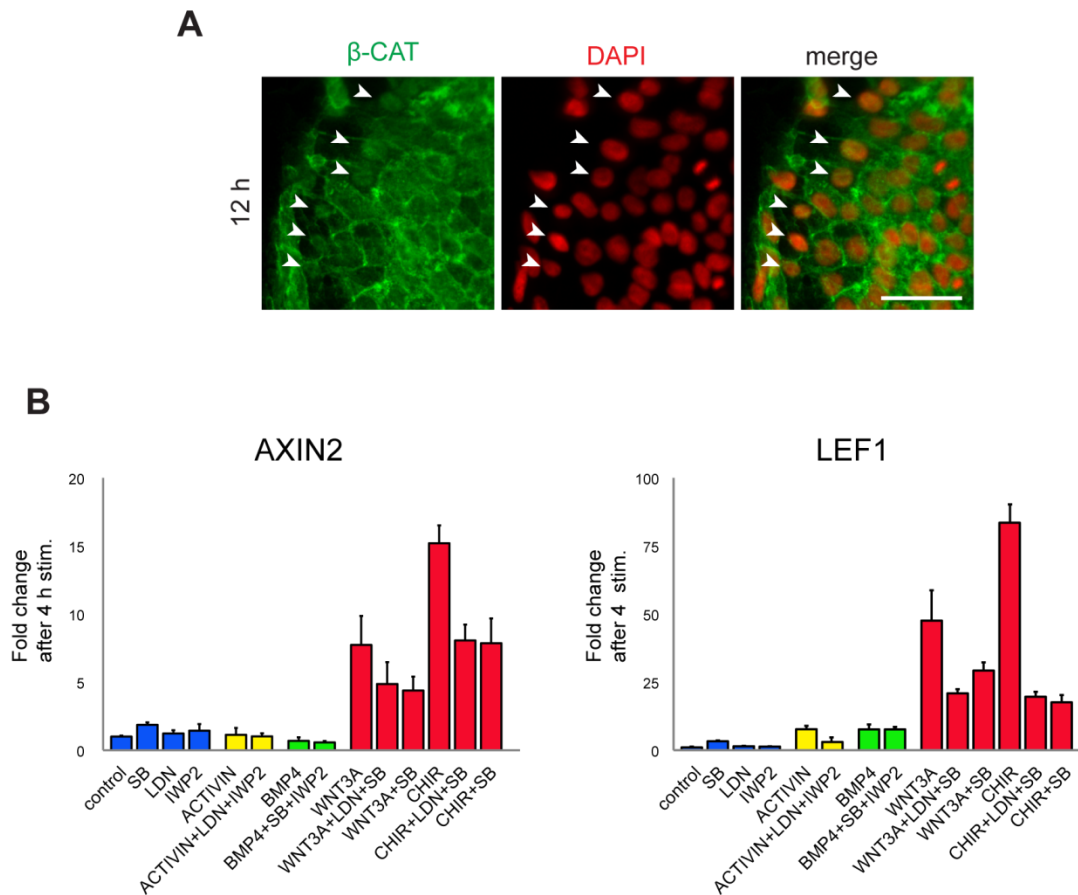 A
β-CAT
DAPI
merge
12 h
B
AXIN2
Fold change
after 4 h stim.
20
15
10
5
0
control
SB
LDN
IWP2
ACTIVIN
ACTIVIN+LDN+IWP2
BMP4
BMP4+SB+IWP2
WNT3A
WNT3A+LDN+SB
WNT3A+SB
CHIR
CHIR+LDN+SB
CHIR+SB
LEF1
Fold change
after 4 stim.
100
75
50
25
0
control
SB
LDN
IWP2
ACTIVIN
ACTIVIN+LDN+IWP2
BMP4
BMP4+SB+IWP2
WNT3A
WNT3A+LDN+SB
WNT3A+SB
CHIR
CHIR+LDN+SB
CHIR+SB